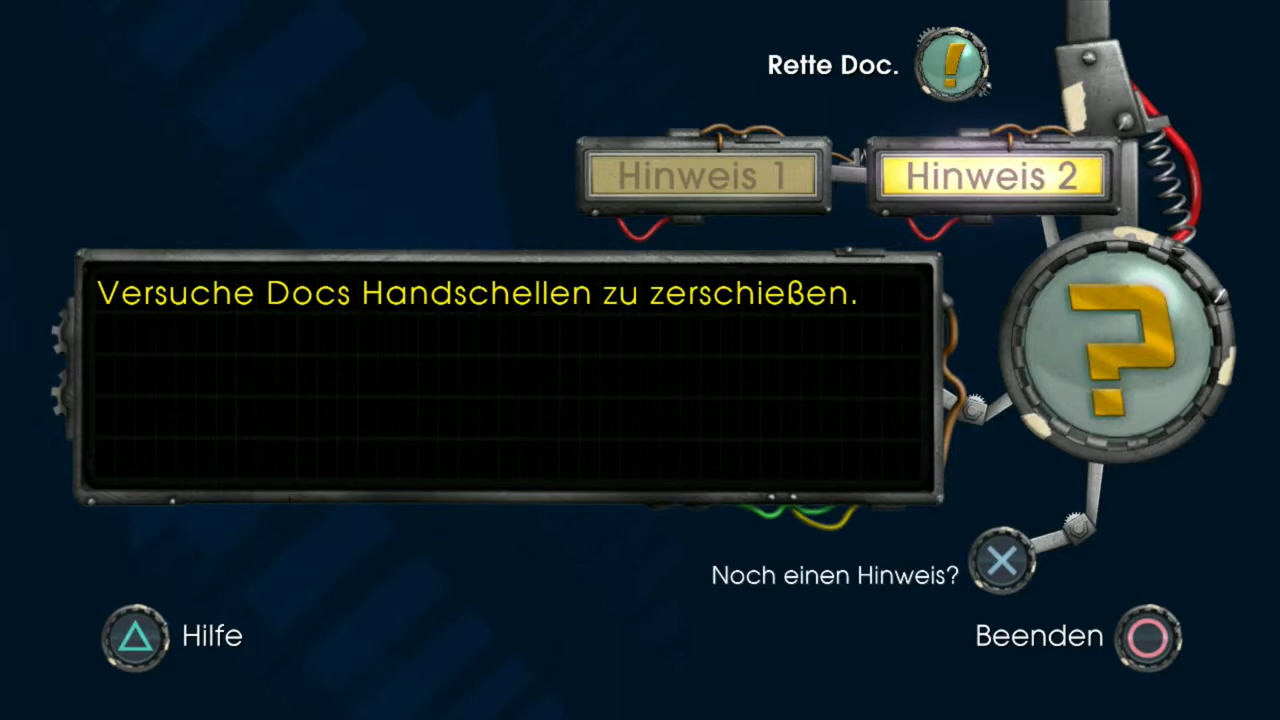 Rette Doc.
Hinweis 1
Hinweis 2
Versuche Docs Handschellen zu zerschießen.
Noch einen Hinweis?
Hilfe
Beenden